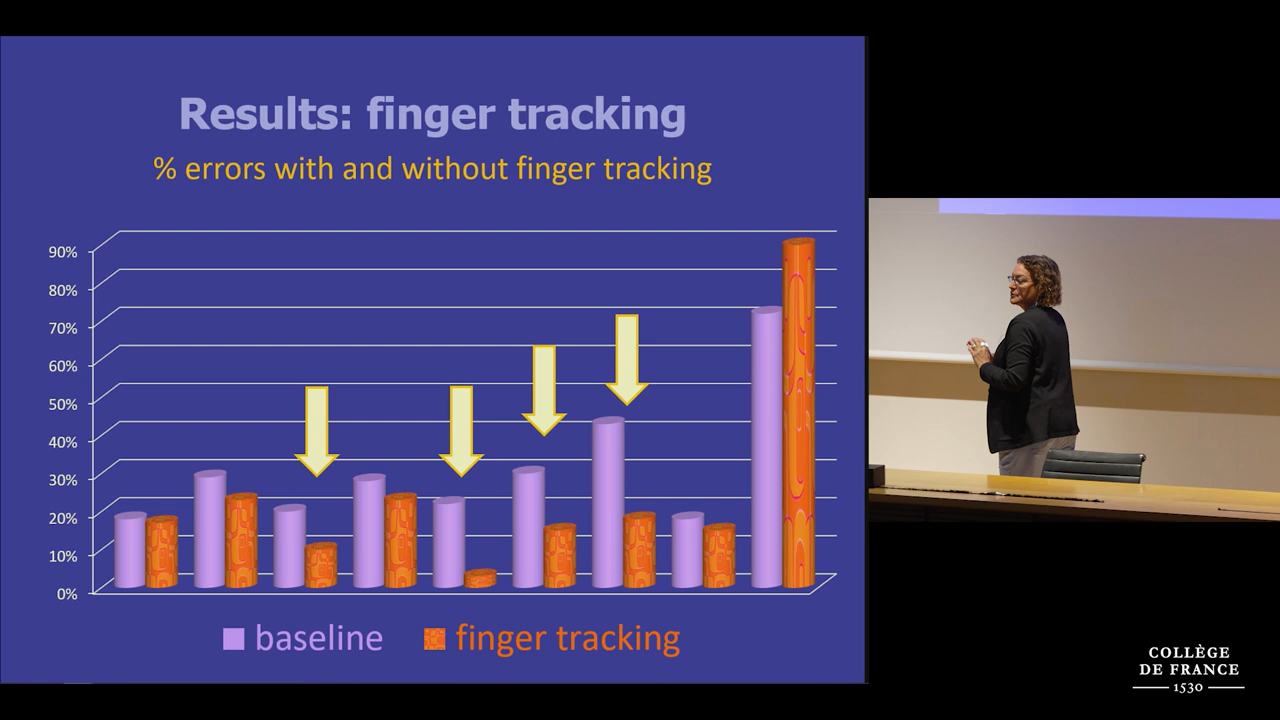 Results: finger tracking
% errors with and without finger tracking
90%
80%
70%
60%
50%
40%
30%
20%
10%
0%
baseline
finger tracking
COLLÈGE
DE FRANCE
1530